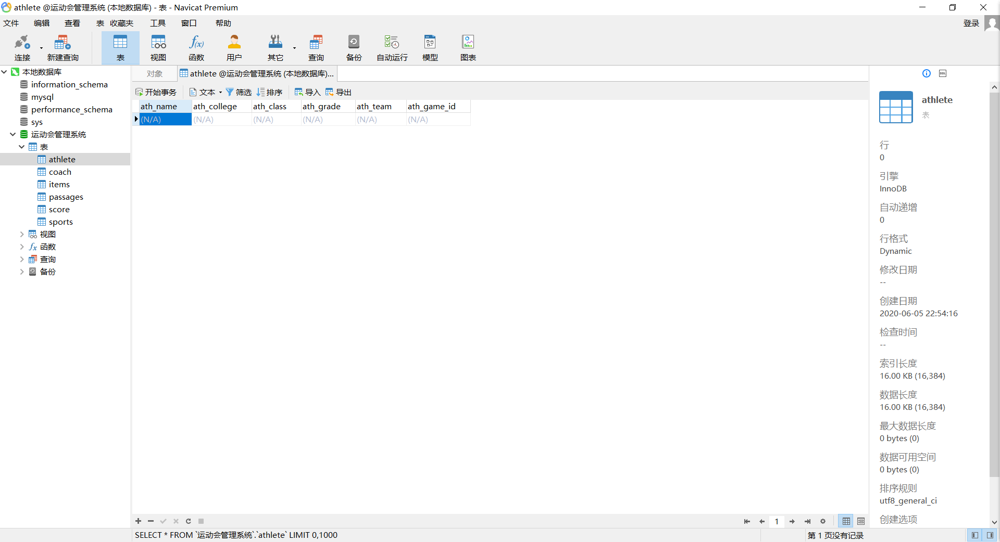 athlete @运动会管理系统 (本地数据库) - 表 - Navicat Premium
文件 编辑 查看 表 收藏夹 工具 窗口 帮助 登录
连接 新建查询 表 视图 函数 用户 其它 查询 备份 自动运行 模型 图表
本地数据库
information_schema
mysql
performance_schema
sys
运动会管理系统
表
athlete
coach
items
passages
score
sports
视图
函数
查询
备份
对象 athlete @运动会管理系统 (本地数据库)...
开始事务 文本 筛选 排序 导入 导出
ath_name ath_college ath_class ath_grade ath_team ath_game_id
(N/A) (N/A) (N/A) (N/A) (N/A) (N/A)
athlete
表
行
0
引擎
InnoDB
自动递增
0
行格式
Dynamic
修改日期
--
创建日期
2020-06-05 22:54:16
检查时间
--
索引长度
16.00 KB (16,384)
数据长度
16.00 KB (16,384)
最大数据长度
0 bytes (0)
数据可用空间
0 bytes (0)
排序规则
utf8_general_ci
创建选项
1
SELECT * FROM `运动会管理系统`.`athlete` LIMIT 0,1000
第 1 页没有记录